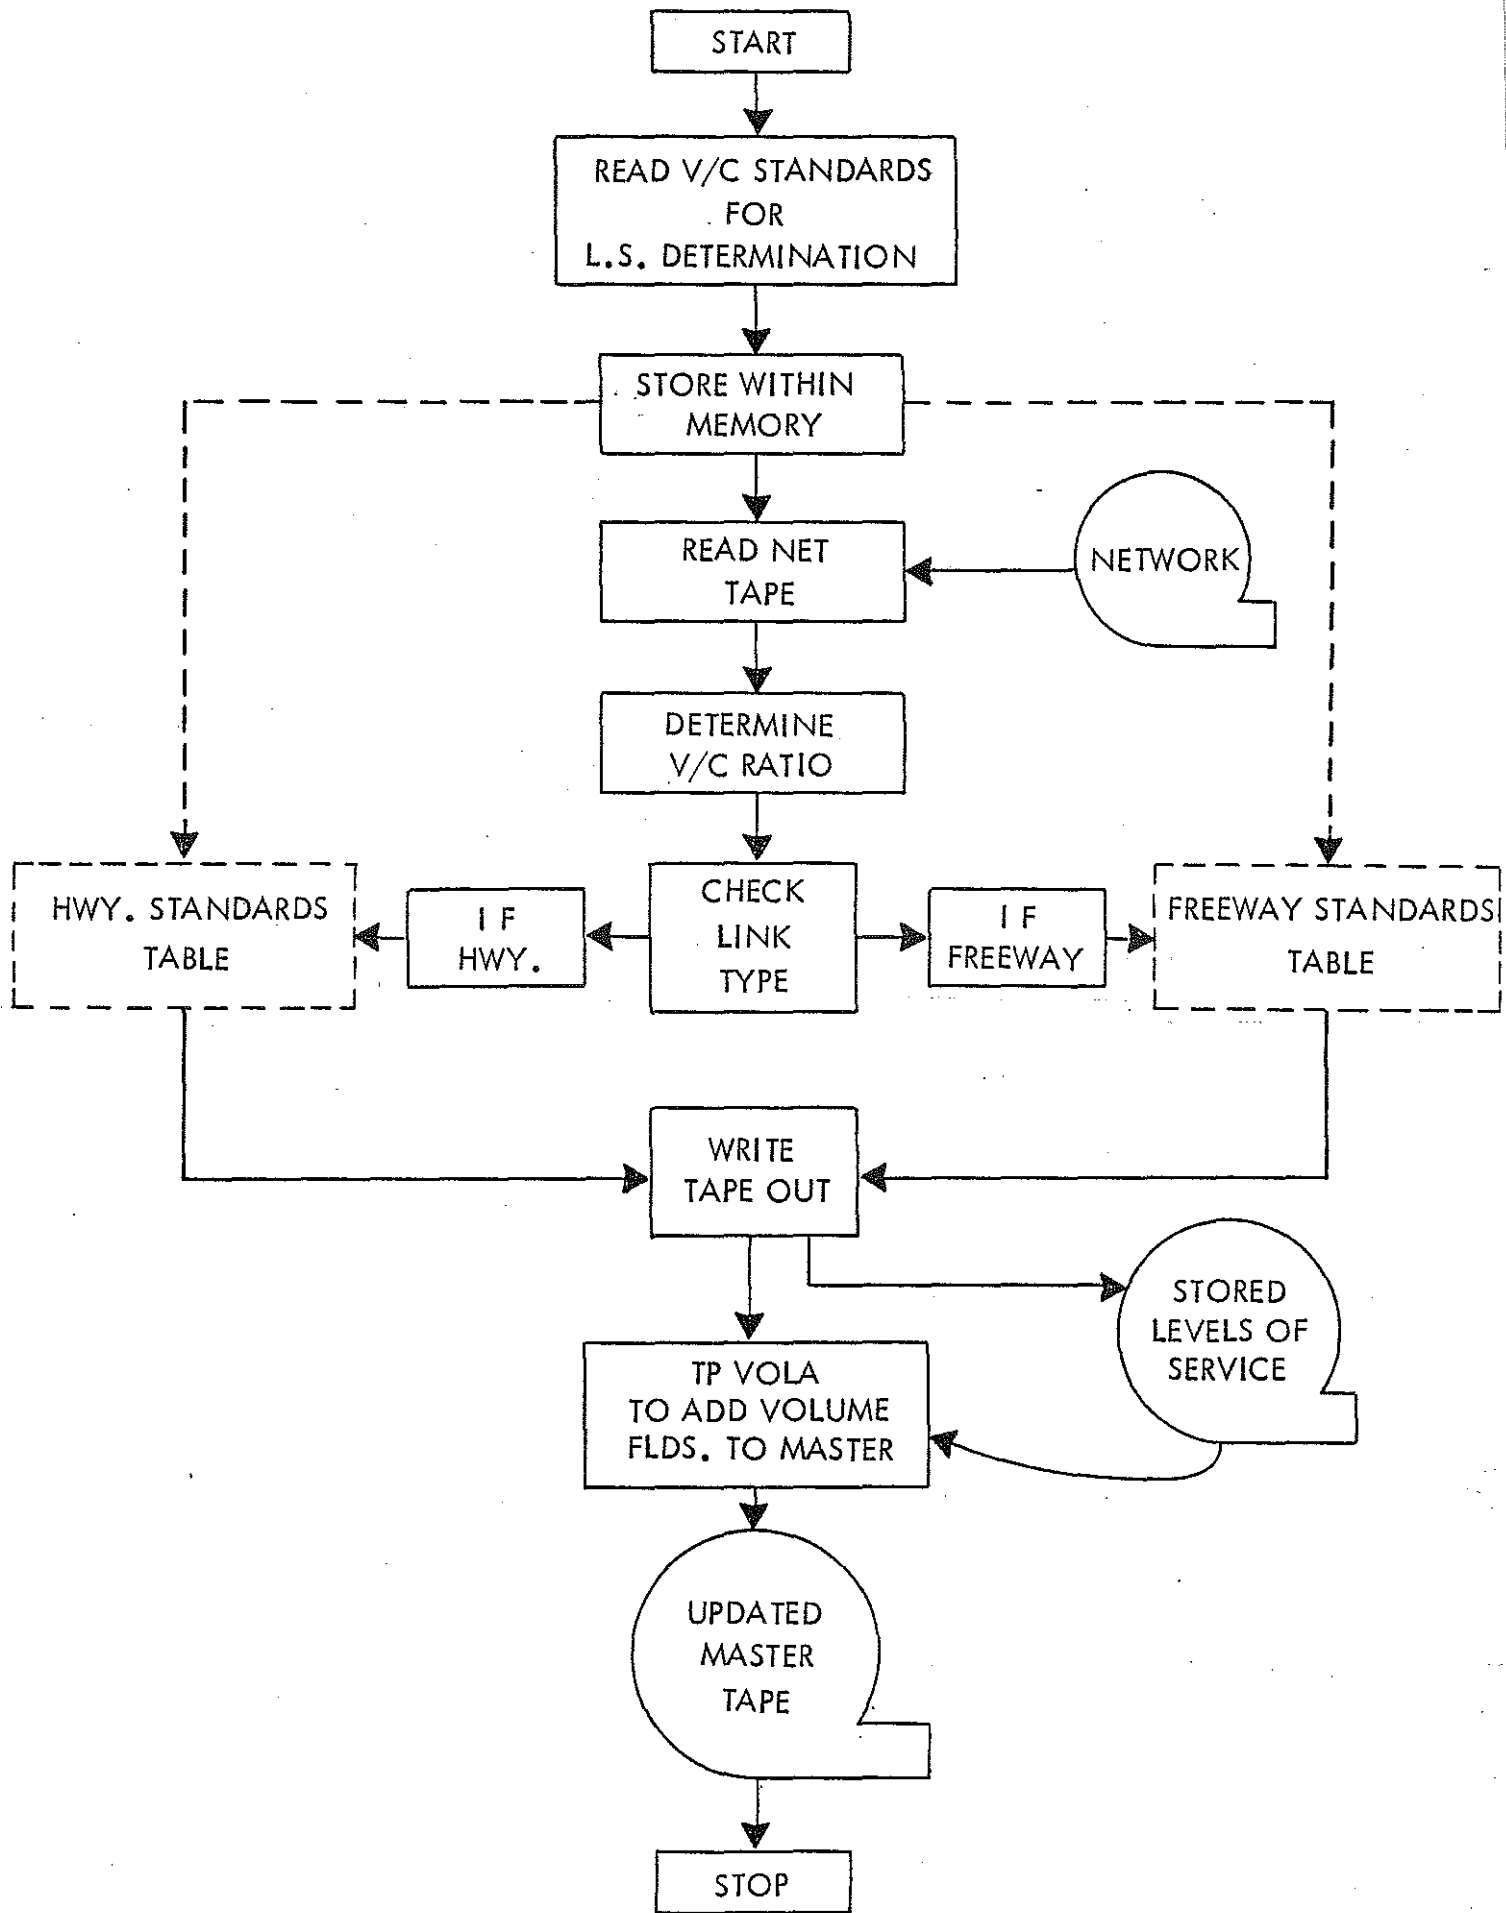 START
READ V/C STANDARDS
FOR
L.S. DETERMINATION
STORE WITHIN
MEMORY
READ NET
TAPE
NETWORK
DETERMINE
V/C RATIO
HWY. STANDARDS
TABLE
IF
HWY.
CHECK
LINK
TYPE
IF
FREEWAY
FREEWAY STANDARDS
TABLE
WRITE
TAPE OUT
STORED
LEVELS OF
SERVICE
TP VOLA
TO ADD VOLUME
FLDS. TO MASTER
UPDATED
MASTER
TAPE
STOP